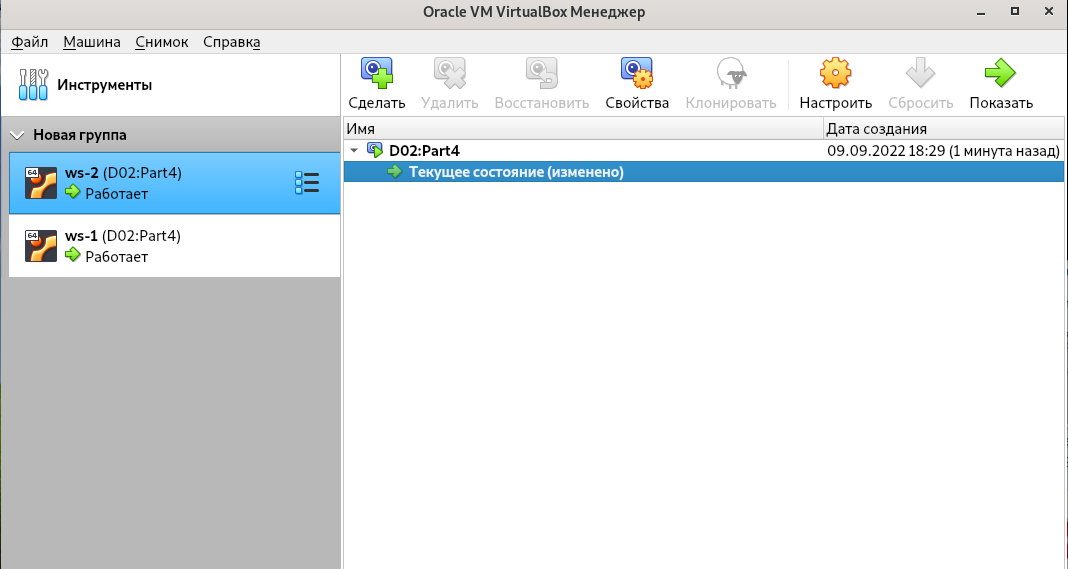 Oracle VM VirtualBox Менеджер
Файл Машина Снимок Справка
Инструменты
Сделать Удалить Восстановить Свойства Клонировать Настроить Сбросить Показать
Новая группа
64 ws-2 (D02:Part4)
Работает
64 ws-1 (D02:Part4)
Работает
Имя Дата создания
D02:Part4 09.09.2022 18:29 (1 минута назад)
Текущее состояние (изменено)